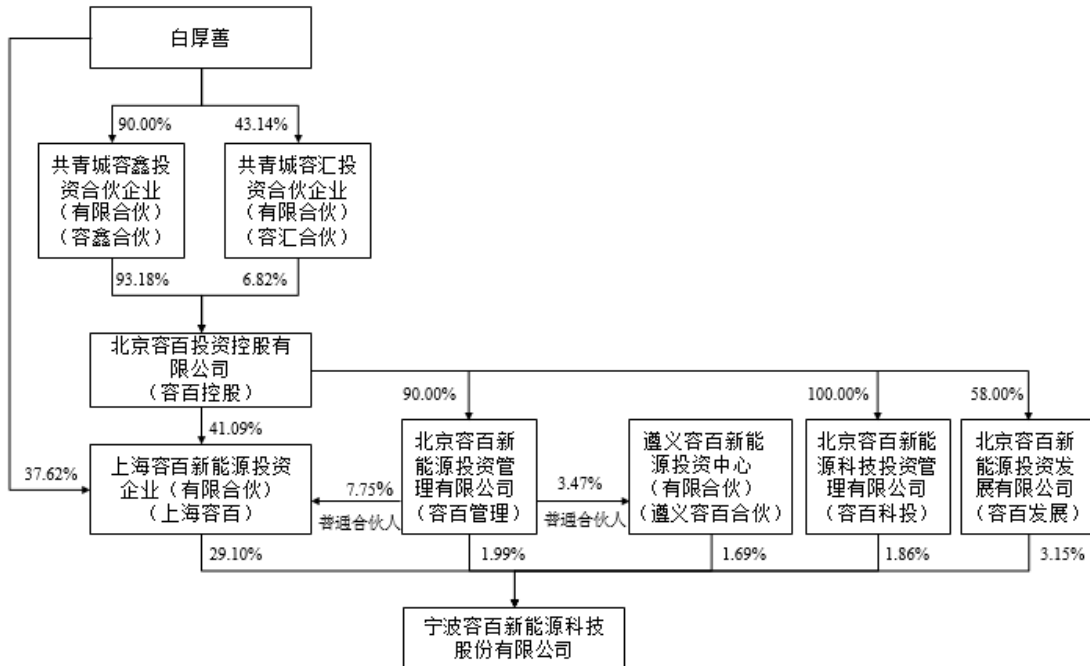 白厚善
90.00%
43.14%
共青城容鑫投
资合伙企业
（有限合伙）
（容鑫合伙）
共青城容汇投
资合伙企业
（有限合伙）
（容汇合伙）
93.18%
6.82%
北京容百投资控股有
限公司
（容百控股）
41.09%
90.00%
100.00%
58.00%
37.62%
上海容百新能源投资
企业（有限合伙）
（上海容百）
7.75%
普通合伙人
北京容百新
能源投资管
理有限公司
（容百管理）
3.47%
普通合伙人
遵义容百新能
源投资中心
（有限合伙）
（遵义容百合伙）
北京容百新能
源科技投资管
理有限公司
（容百科投）
北京容百新
能源投资发
展有限公司
（容百发展）
29.10%
1.99%
1.69%
1.86%
3.15%
宁波容百新能源科技
股份有限公司